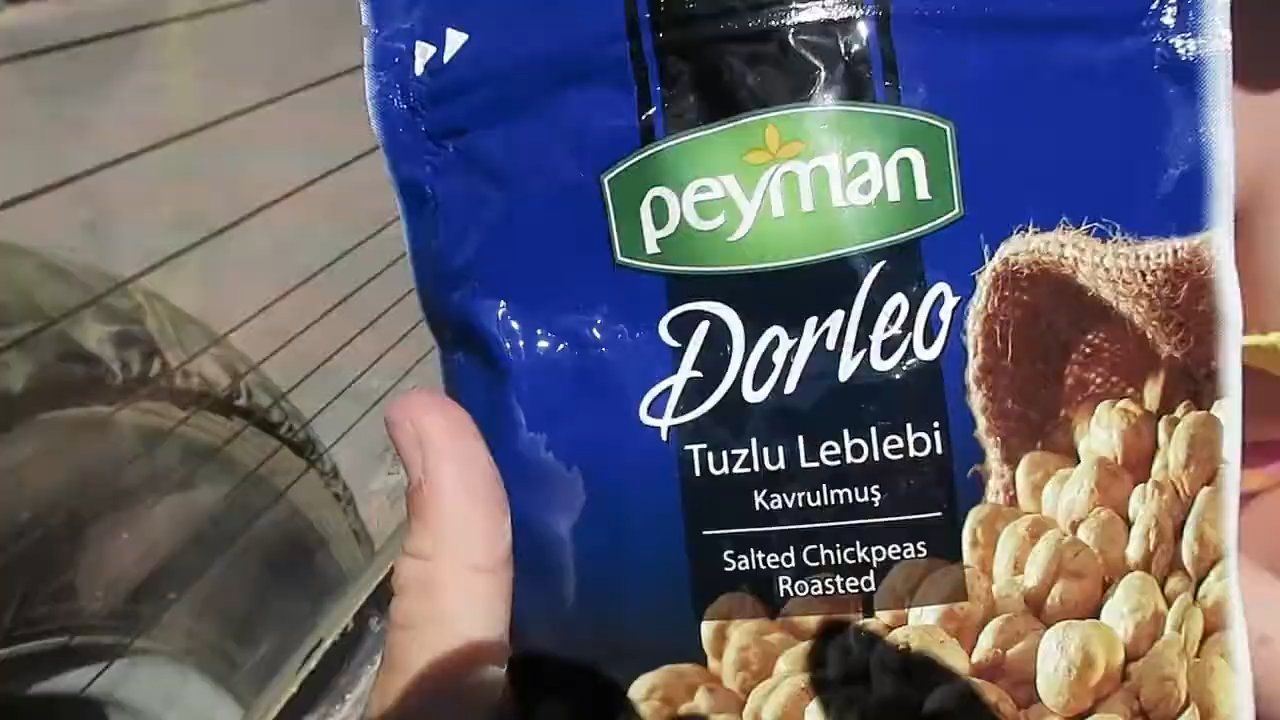 peyman
Dorleo
Tuzlu Leblebi
Kavrulmuş
Salted Chickpeas
Roasted